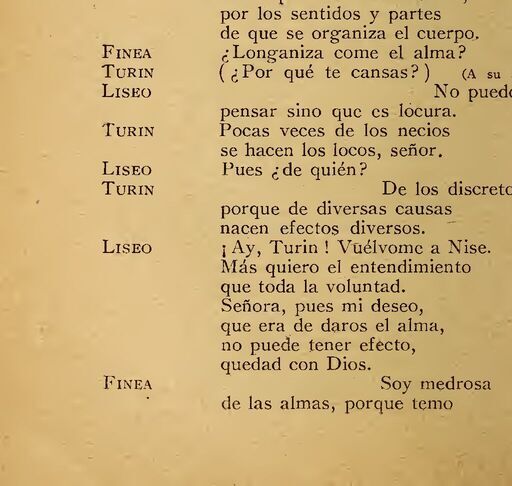 por los sentidos y partes
de que se organiza el cuerpo.
FINEA ¿Longaniza come el alma?
TURIN (¿Por qué te cansas?) (A su
LISEO No puedo
pensar sino que es locura.
TURIN Pocas veces de los necios
se hacen los locos, señor.
LISEO Pues ¿de quién?
TURIN De los discreto
porque de diversas causas
nacen efectos diversos.
LISEO ¡Ay, Turin! Vuélvome a Nise.
Más quiero el entendimiento
que toda la voluntad.
Señora, pues mi deseo,
que era de daros el alma,
no puede tener efecto,
quedad con Dios.
FINEA Soy medrosa
de las almas, porque temo